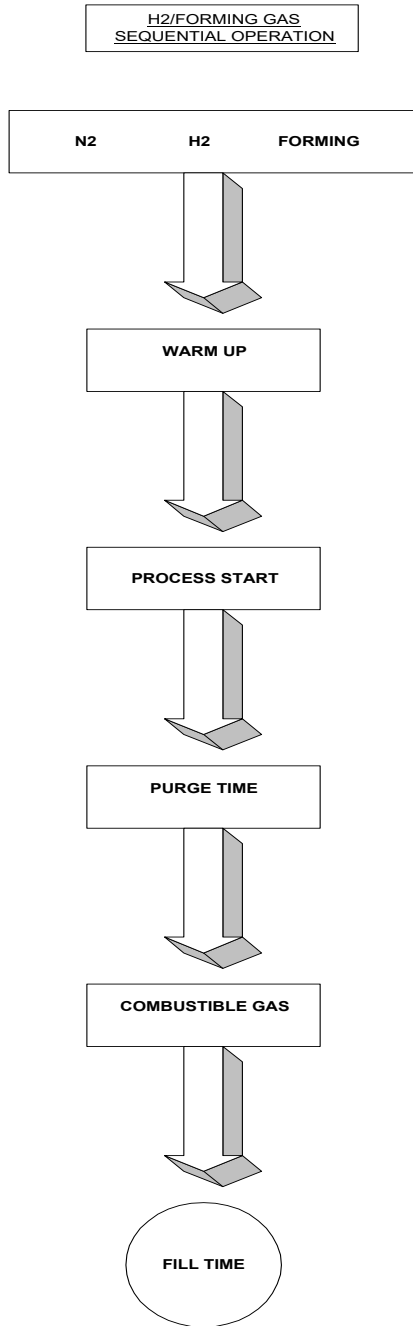 H2/FORMING GAS
SEQUENTIAL OPERATION
N2 H2 FORMING
WARM UP
PROCESS START
PURGE TIME
COMBUSTIBLE GAS
FILL TIME